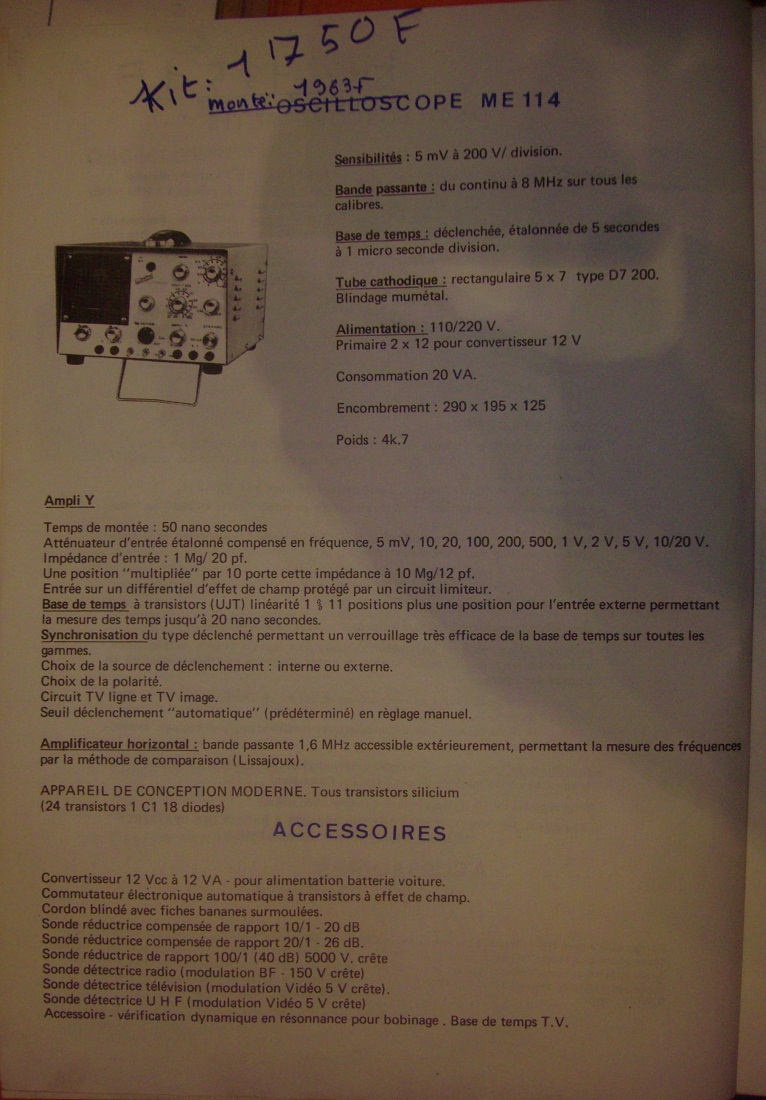 Kit: 1 1750 F
monté: 1963F
OSCILLOSCOPE ME 114
Sensibilités : 5 mV à 200 V/ division.
Bande passante : du continu à 8 MHz sur tous les
calibres.
Base de temps : déclenchée, étalonnée de 5 secondes
à 1 micro seconde division.
Tube cathodique : rectangulaire 5 x 7 type D7 200.
Blindage mumétal.
Alimentation : 110/220 V.
Primaire 2 x 12 pour convertisseur 12 V
Consommation 20 VA.
Encombrement : 290 x 195 x 125
Poids : 4k.7
Ampli Y
Temps de montée : 50 nano secondes
Atténuateur d'entrée étalonné compensé en fréquence, 5 mV, 10, 20, 100, 200, 500, 1 V, 2 V, 5 V, 10/20 V.
Impédance d'entrée : 1 Mg/ 20 pf.
Une position "multipliée" par 10 porte cette impédance à 10 Mg/12 pf.
Entrée sur un différentiel d'effet de champ protégé par un circuit limiteur.
Base de temps à transistors (UJT) linéarité 1 % 11 positions plus une position pour l'entrée externe permettant
la mesure des temps jusqu'à 20 nano secondes.
Synchronisation du type déclenché permettant un verrouillage très efficace de la base de temps sur toutes les
gammes.
Choix de la source de déclenchement : interne ou externe.
Choix de la polarité.
Circuit TV ligne et TV image.
Seuil déclenchement "automatique" (prédéterminé) en règlage manuel.
Amplificateur horizontal : bande passante 1,6 MHz accessible extérieurement, permettant la mesure des fréquences
par la méthode de comparaison (Lissajoux).
APPAREIL DE CONCEPTION MODERNE. Tous transistors silicium
(24 transistors 1 C1 18 diodes)
ACCESSOIRES
Convertisseur 12 Vcc à 12 VA - pour alimentation batterie voiture.
Commutateur électronique automatique à transistors à effet de champ.
Cordon blindé avec fiches bananes surmoulées.
Sonde réductrice compensée de rapport 10/1 - 20 dB
Sonde réductrice compensée de rapport 20/1 - 26 dB.
Sonde réductrice de rapport 100/1 (40 dB) 5000 V. crête
Sonde détectrice radio (modulation BF - 150 V crête)
Sonde détectrice télévision (modulation Vidéo 5 V crête).
Sonde détectrice U H F (modulation Vidéo 5 V crête)
Accessoire - vérification dynamique en résonnance pour bobinage . Base de temps T.V.